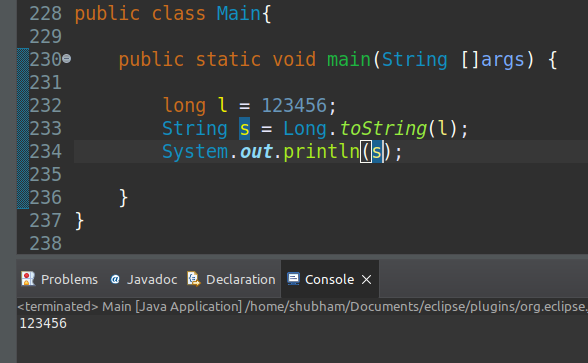 228 public class Main{
229
230 public static void main(String []args) {
231
232 long l = 123456;
233 String s = Long.toString(l);
234 System.out.println(s);
235
236 }
237 }
238
Problems @ Javadoc Declaration Console
<terminated> Main [Java Application] /home/shubham/Documents/eclipse/plugins/org.eclipse.
123456